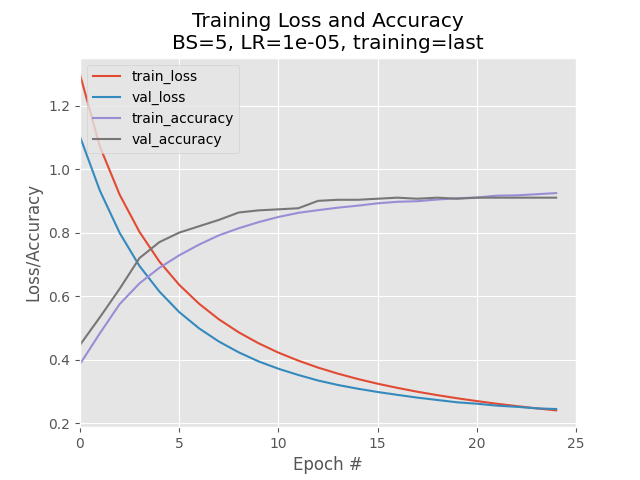 Training Loss and Accuracy
BS=5, LR=1e-05, training=last
train_loss
val_loss
train_accuracy
val_accuracy
Loss/Accuracy
1.2
1.0
0.8
0.6
0.4
0.2
0 5 10 15 20 25
Epoch #